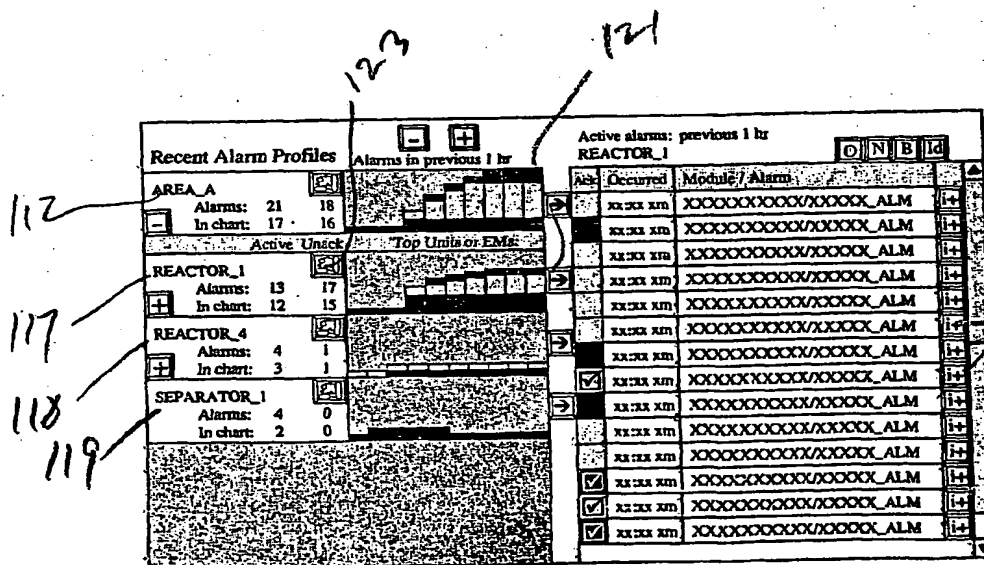 123
121
Recent Alarm Profiles
- +
Alarms in previous 1 hr
Active alarms: previous 1 hr
REACTOR_1
O N B Id
112
AREA_A
Alarms: 21 18
In chart: 17 16
-
Active Unack
Top Units or EMs:
117
REACTOR_1
Alarms: 13 17
In chart: 12 15
+
118
REACTOR_4
Alarms: 4 1
In chart: 3 1
+
119
SEPARATOR_1
Alarms: 4 0
In chart: 2 0
Ack Occurred Module / Alarm
xx:xx xm XXXXXXXXXX/XXXXX_ALM i+
xx:xx xm XXXXXXXXXX/XXXXX_ALM i+
xx:xx xm XXXXXXXXXX/XXXXX_ALM i+
xx:xx xm XXXXXXXXXX/XXXXX_ALM i+
xx:xx xm XXXXXXXXXX/XXXXX_ALM i+
xx:xx xm XXXXXXXXXX/XXXXX_ALM i+
xx:xx xm XXXXXXXXXX/XXXXX_ALM i+
xx:xx xm XXXXXXXXXX/XXXXX_ALM i+
xx:xx xm XXXXXXXXXX/XXXXX_ALM i+
xx:xx xm XXXXXXXXXX/XXXXX_ALM i+
xx:xx xm XXXXXXXXXX/XXXXX_ALM i+
xx:xx xm XXXXXXXXXX/XXXXX_ALM i+
xx:xx xm XXXXXXXXXX/XXXXX_ALM i+
xx:xx xm XXXXXXXXXX/XXXXX_ALM i+